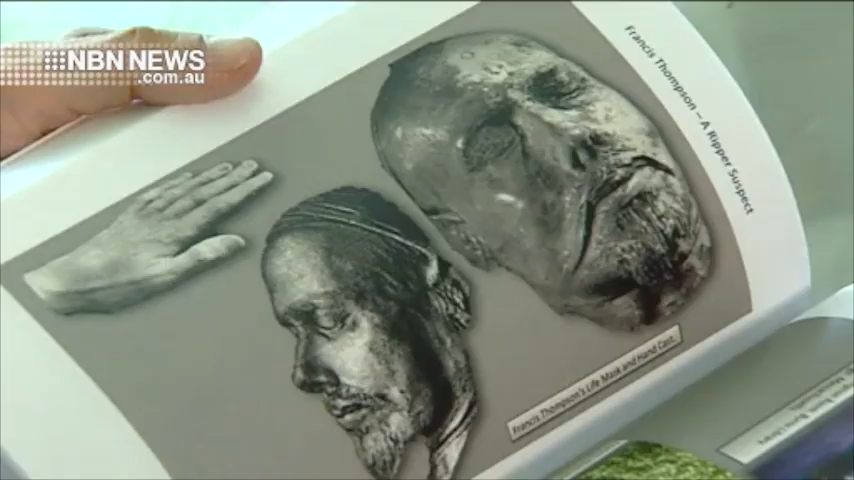 NBN NEWS
.com.au
Francis Thompson – A Ripper Suspect
Francis Thompson's Life Mask and Hand Cast.